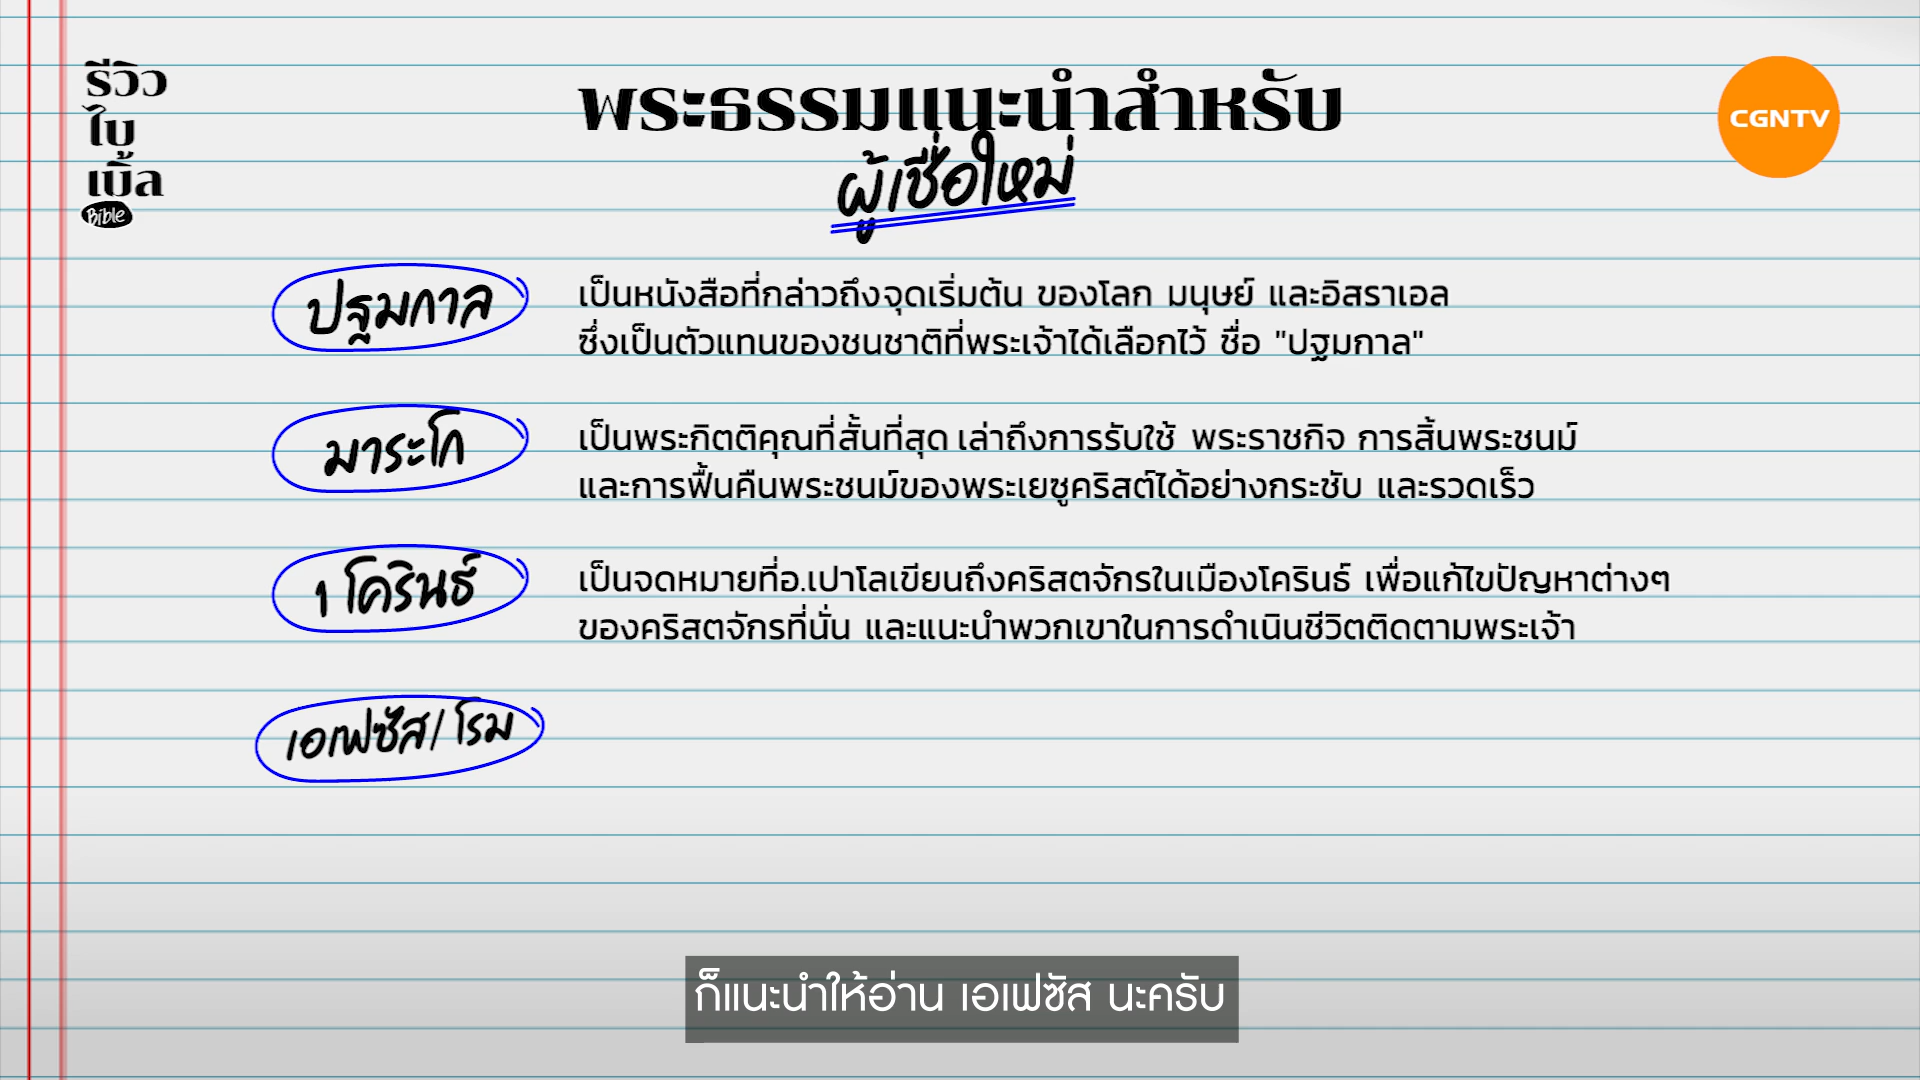 รีวิว
ไบ
เบิ้ล
Bible
พระธรรมแนะนำสำหรับ
ผู้เชื่อใหม่
CGNTV
ปฐมกาล
เป็นหนังสือที่กล่าวถึงจุดเริ่มต้น ของโลก มนุษย์ และอิสราเอล
ซึ่งเป็นตัวแทนของชนชาติที่พระเจ้าได้เลือกไว้ ชื่อ "ปฐมกาล"
มาระโก
เป็นพระกิตติคุณที่สั้นที่สุด เล่าถึงการรับใช้ พระราชกิจ การสิ้นพระชนม์
และการฟื้นคืนพระชนม์ของพระเยซูคริสต์ได้อย่างกระชับ และรวดเร็ว
1 โครินธ์
เป็นจดหมายที่อ.เปาโลเขียนถึงคริสตจักรในเมืองโครินธ์ เพื่อแก้ไขปัญหาต่างๆ
ของคริสตจักรที่นั่น และแนะนำพวกเขาในการดำเนินชีวิตติดตามพระเจ้า
เอเฟซัส/โรม
ก็แนะนำให้อ่าน เอเฟซัส นะครับ